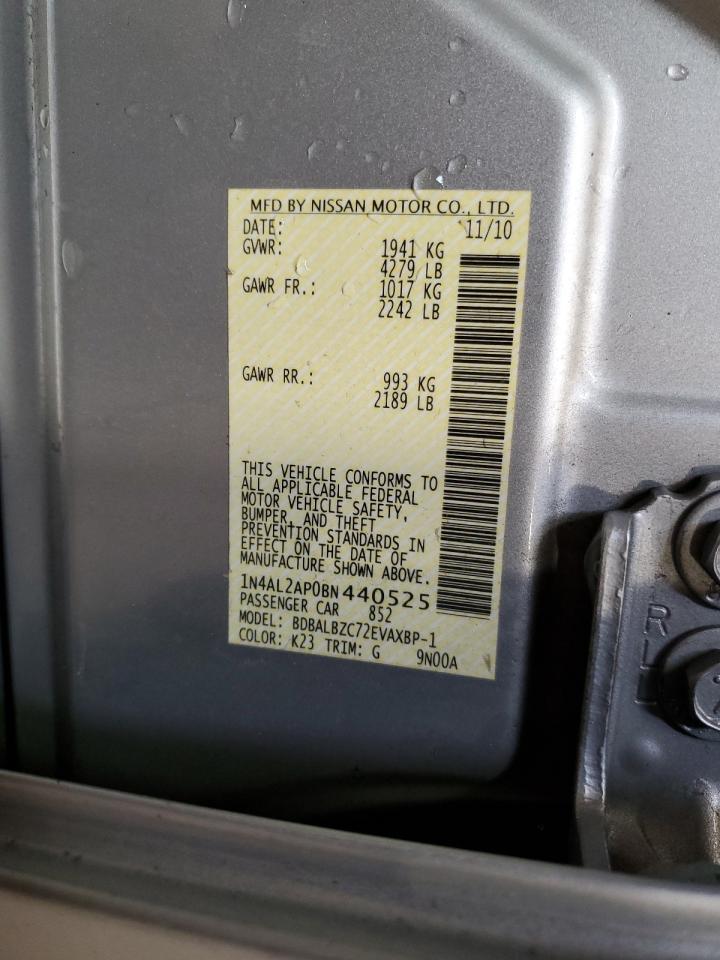 MFD BY NISSAN MOTOR CO., LTD.
DATE: 11/10
GVWR: 1941 KG
4279 LB
GAWR FR.: 1017 KG
2242 LB
GAWR RR.: 993 KG
2189 LB
THIS VEHICLE CONFORMS TO
ALL APPLICABLE FEDERAL
MOTOR VEHICLE SAFETY,
BUMPER, AND THEFT
PREVENTION STANDARDS IN
EFFECT ON THE DATE OF
MANUFACTURE SHOWN ABOVE.
1N4AL2AP0BN440525
PASSENGER CAR 852
MODEL: BDBALBZC72EVAXBP-1
COLOR: K23 TRIM: G 9N00A